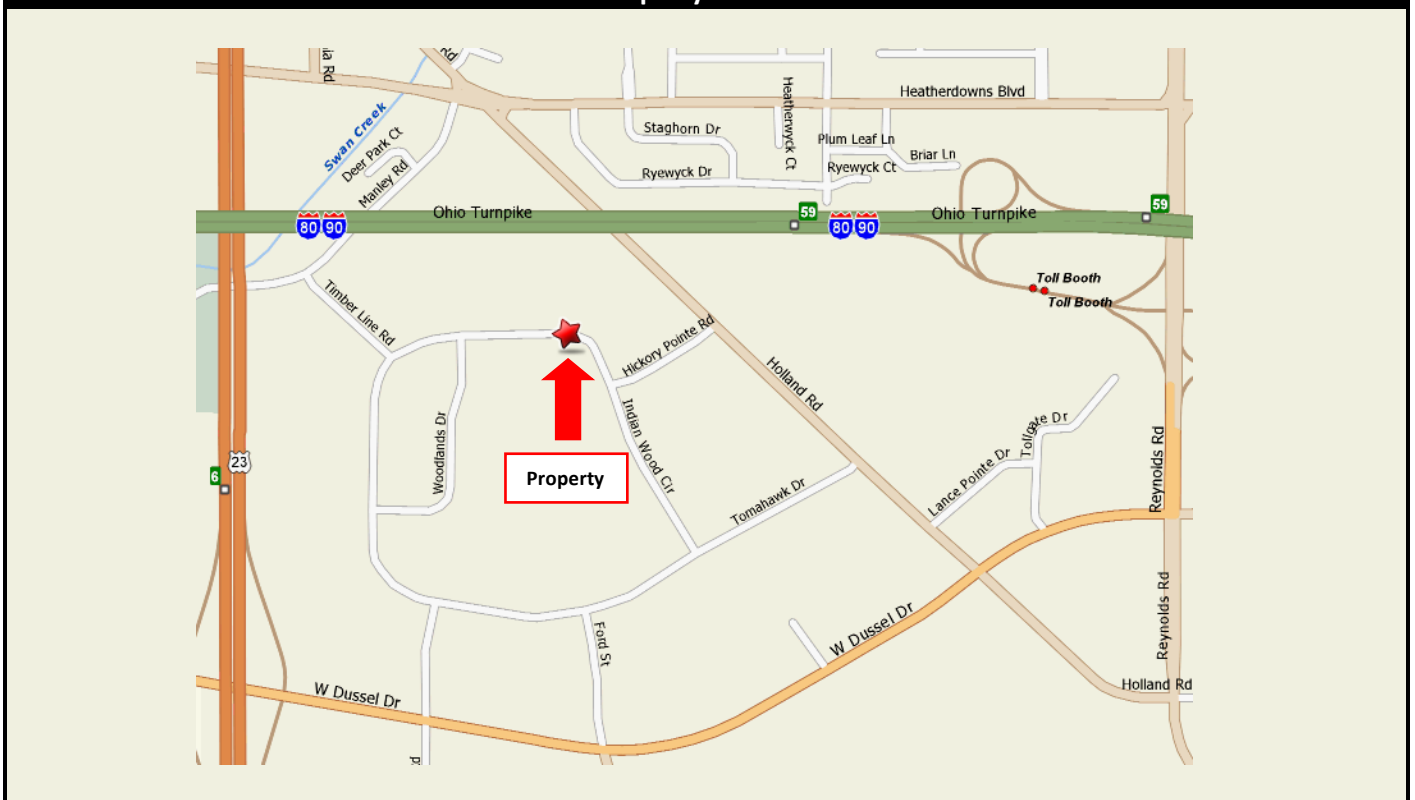 ia Rd
Rd
Heatherdowns Blvd
Swan Creek
Deer Park Ct
Manley Rd
Staghorn Dr
Heatherwyck Ct
Plum Leaf Ln
Briar Ln
Ryewyck Dr
Ryewyck Ct
Ohio Turnpike
80 90
59
80 90
Ohio Turnpike
59
Toll Booth
Toll Booth
Timber Line Rd
Hickory Pointe Rd
Holland Rd
Woodlands Dr
Indian Wood Cir
Tollgate Dr
Lance Pointe Dr
Reynolds Rd
23
6
Property
Tomahawk Dr
Reynolds Rd
W Dussel Dr
Ford St
Holland Rd
W Dussel Dr